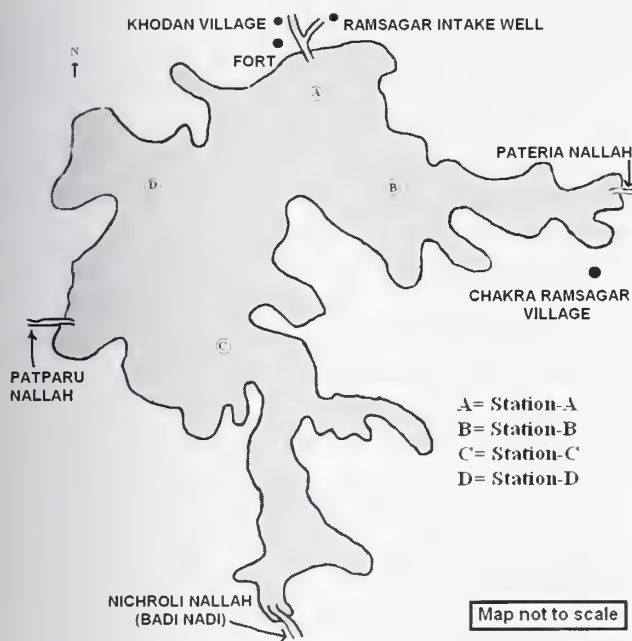 KHODAN VILLAGE
RAMSAGAR INTAKE WELL
FORT
N
A
PATERIA NALLAH
D
B
CHAKRA RAMSAGAR
VILLAGE
C
PATPARU
NALLAH
A= Station-A
B= Station-B
C= Station-C
D= Station-D
NICHROLI NALLAH
(BADI NADI)
Map not to scale